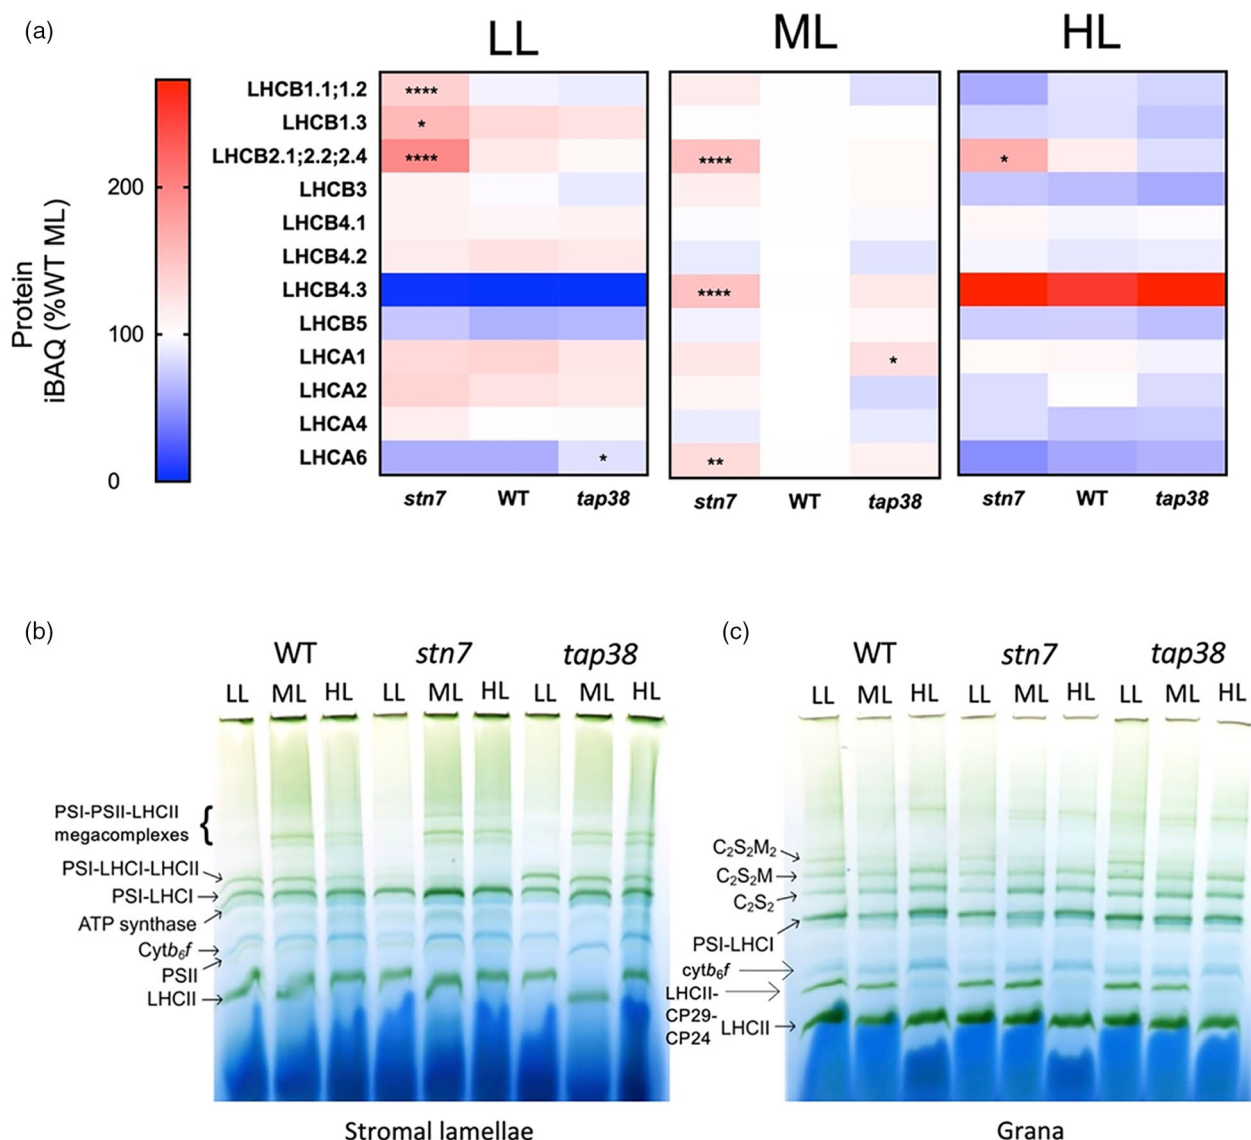 (a)
LL
ML
HL
Protein
iBAQ (%WT ML)
200
100
0
LHCB1.1;1.2
LHCB1.3
LHCB2.1;2.2;2.4
LHCB3
LHCB4.1
LHCB4.2
LHCB4.3
LHCB5
LHCA1
LHCA2
LHCA4
LHCA6
****
*
****
*
****
****
*
**
*
stn7 WT tap38
stn7 WT tap38
stn7 WT tap38
(b)
WT stn7 tap38
LL ML HL LL ML HL LL ML HL
PSI-PSII-LHCII
megacomplexes
{
PSI-LHCI-LHCII
PSI-LHCI
ATP synthase
Cytb₆f
PSII
LHCII
Stromal lamellae
(c)
WT stn7 tap38
LL ML HL LL ML HL LL ML HL
C₂S₂M₂
C₂S₂M
C₂S₂
PSI-LHCI
cytb₆f
LHCII-
CP29-
CP24
LHCII
Grana